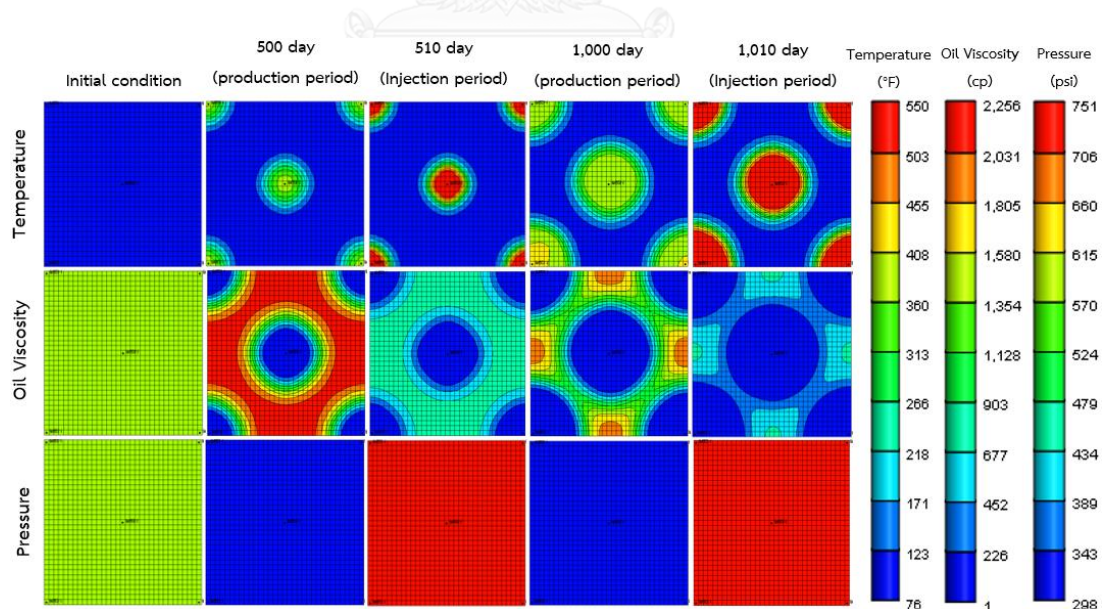 500 day 510 day 1,000 day 1,010 day Temperature Oil Viscosity Pressure
Initial condition (production period) (Injection period) (production period) (Injection period) (°F) (cp) (psi)
Temperature
Oil Viscosity
Pressure
550 2,256 751
503 2,031 706
455 1,805 660
408 1,580 615
360 1,354 570
313 1,128 524
266 903 479
218 677 434
171 452 389
123 226 343
76 1 298